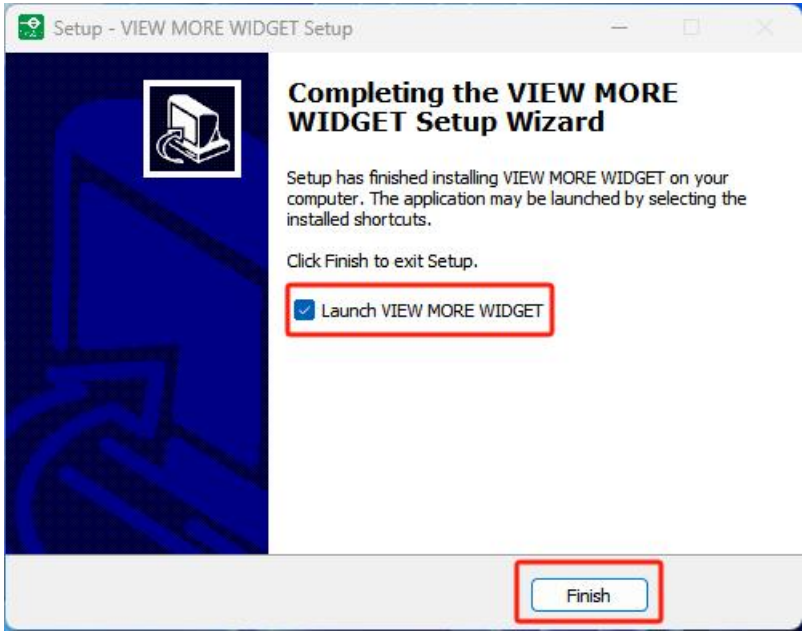 Setup - VIEW MORE WIDGET Setup
Completing the VIEW MORE
WIDGET Setup Wizard
Setup has finished installing VIEW MORE WIDGET on your
computer. The application may be launched by selecting the
installed shortcuts.
Click Finish to exit Setup.
Launch VIEW MORE WIDGET
Finish